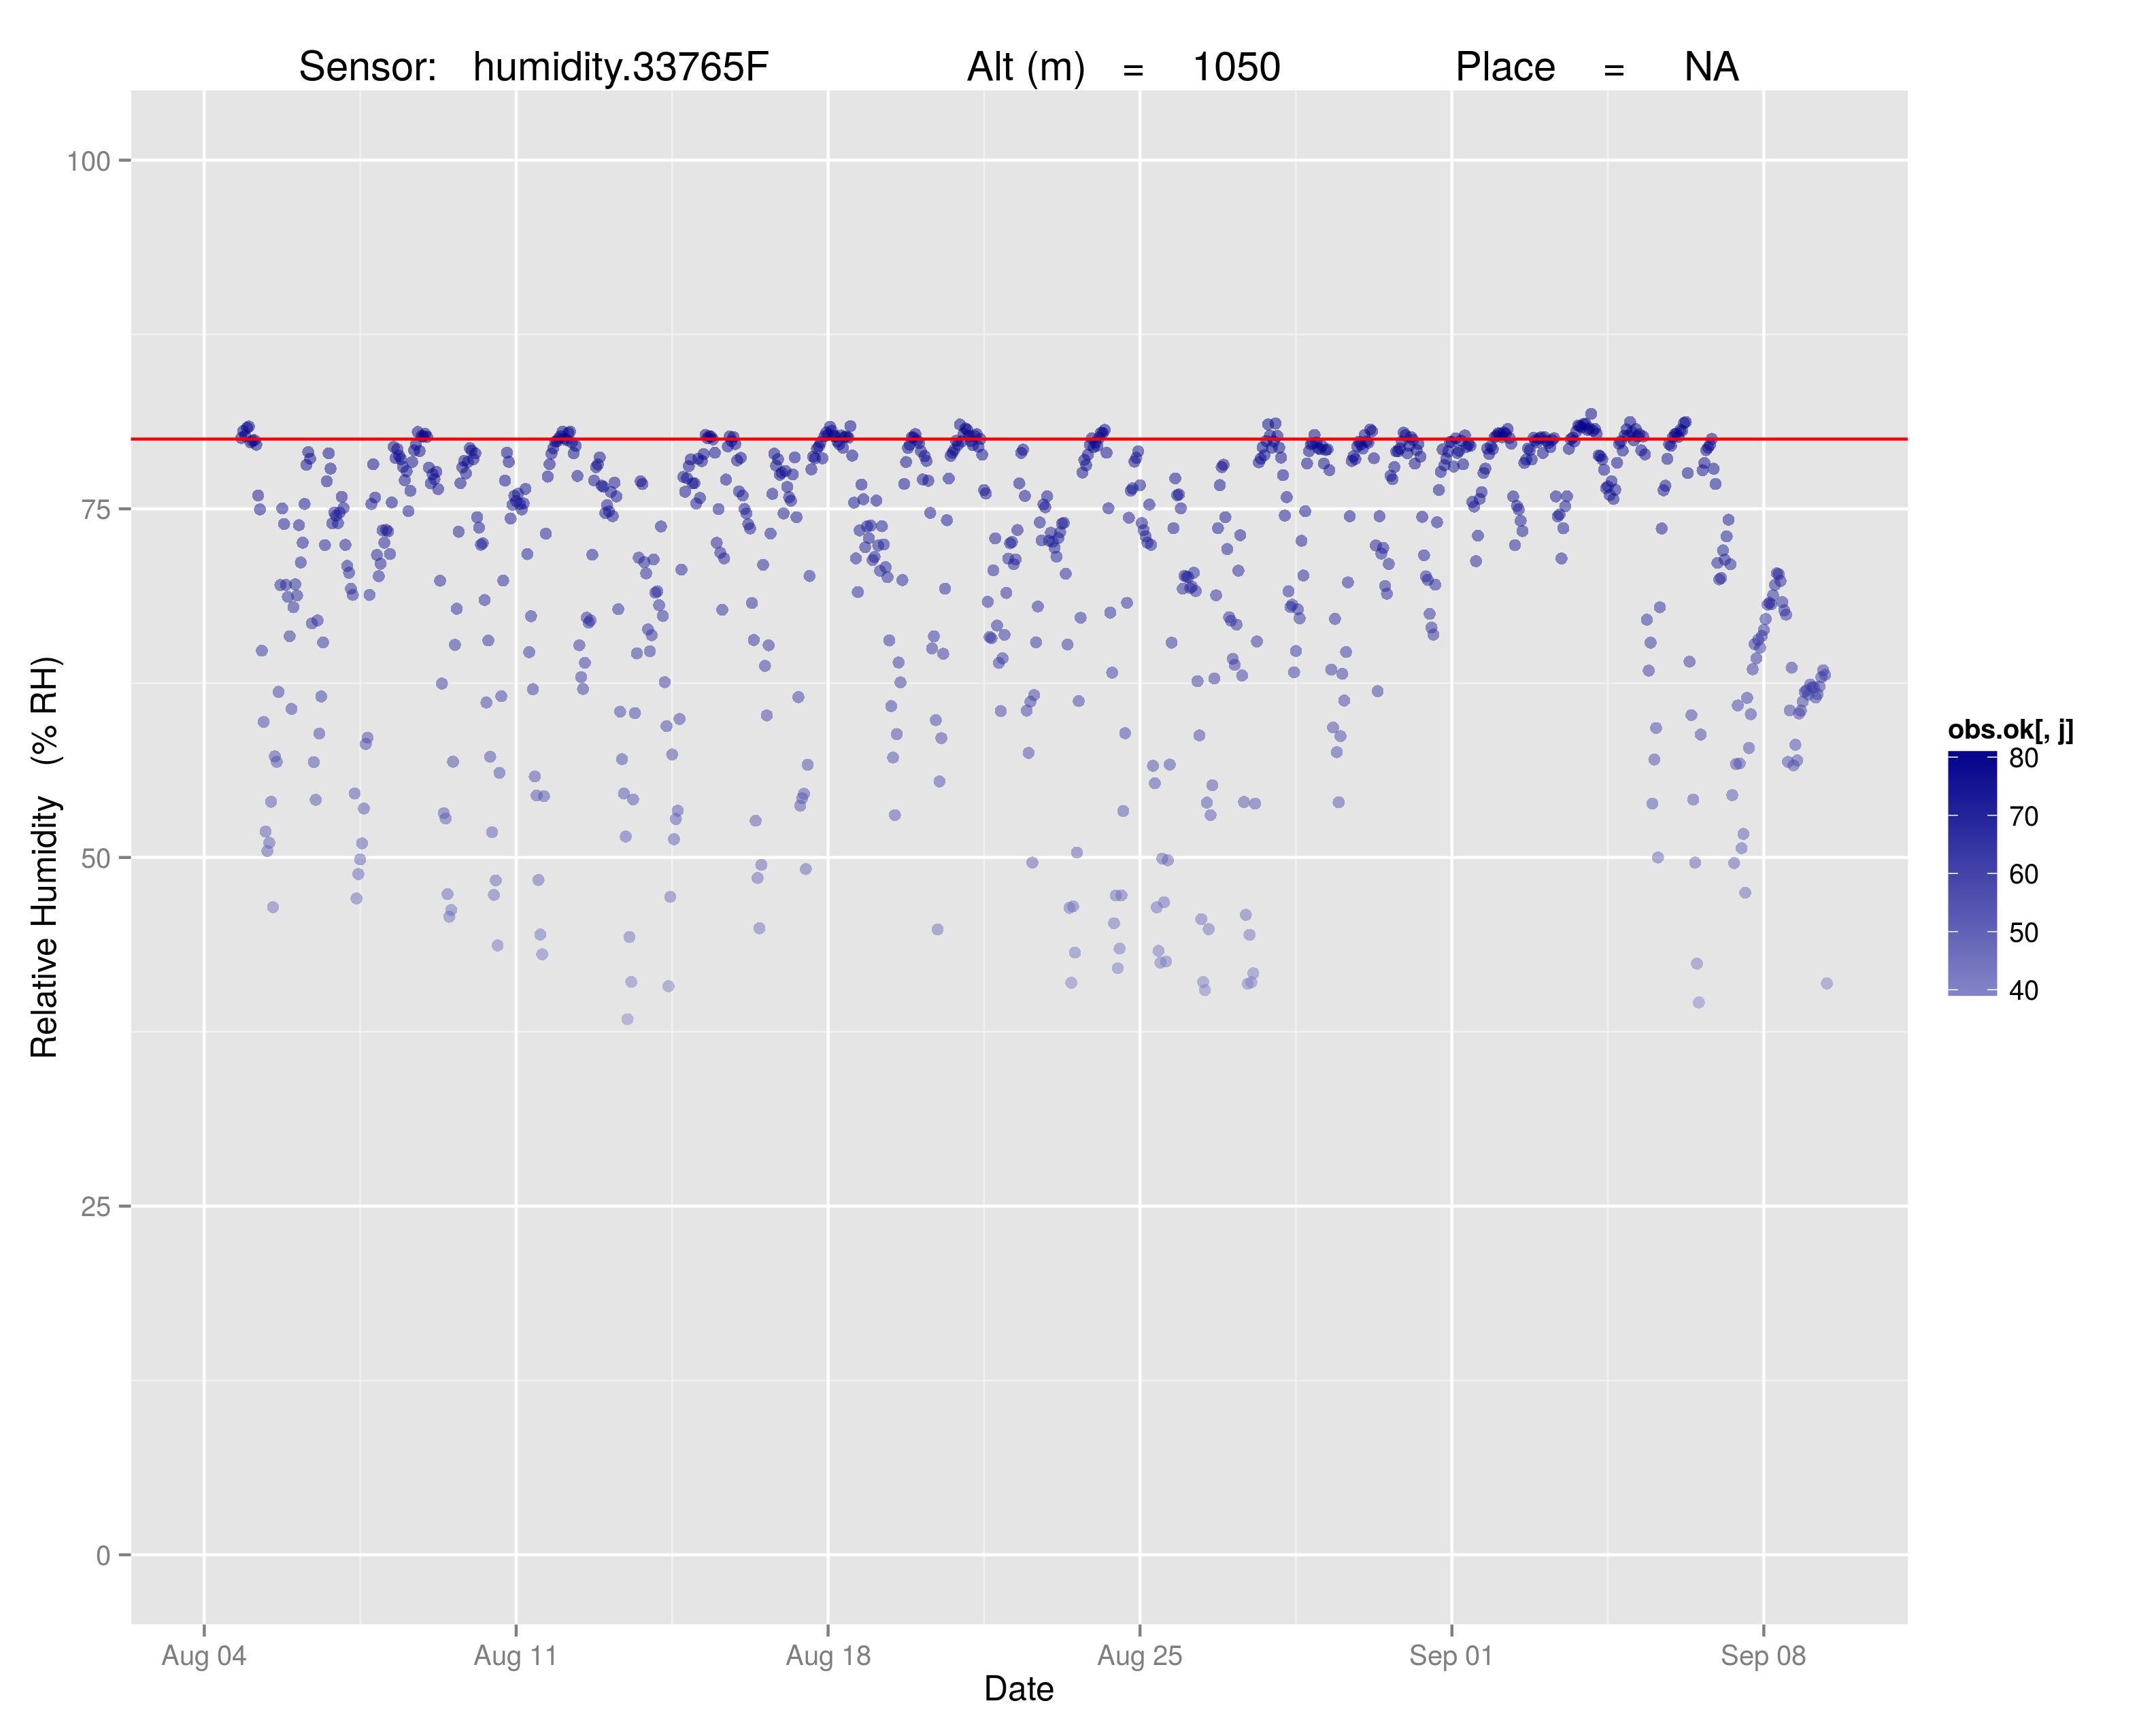 Sensor: humidity.33765F Alt (m) = 1050 Place = NA
100
75
50
25
0
Relative Humidity (% RH)
Aug 04 Aug 11 Aug 18 Aug 25 Sep 01 Sep 08
Date
obs.ok[, j]
80
70
60
50
40